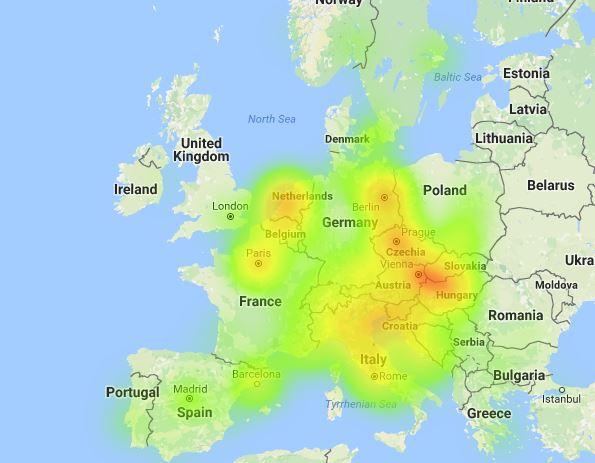 Norway
Finland
Baltic Sea
Estonia
North Sea
Latvia
Denmark
Lithuania
United
Kingdom
Ireland
Netherlands
Poland
Belarus
London
Berlin
Germany
Belgium
Prague
Paris
Czechia
Vienna
Slovakia
Ukra
Austria
Moldova
France
Hungary
Romania
Croatia
Serbia
Italy
Barcelona
Rome
Bulgaria
Portugal
Madrid
Istanbul
Tyrrhenian Sea
Spain
Greece